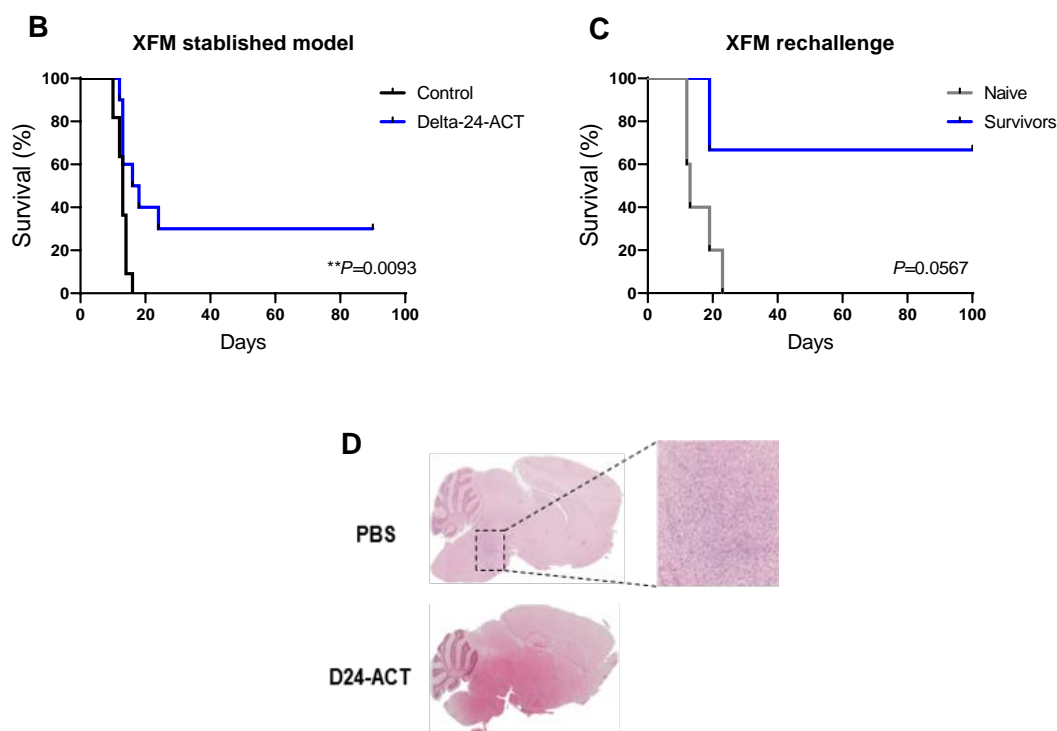 B
XFM stablished model
100
80
60
40
20
0
Survival (%)
0 20 40 60 80 100
Days
Control
Delta-24-ACT
**P=0.0093
C
XFM rechallenge
100
80
60
40
20
0
Survival (%)
0 20 40 60 80 100
Days
Naive
Survivors
P=0.0567
D
PBS
D24-ACT